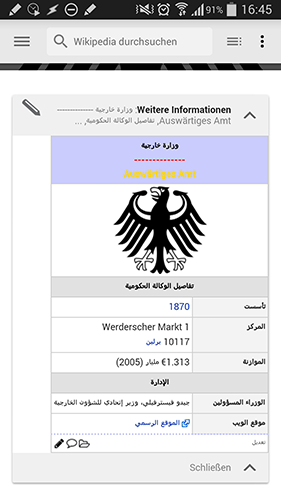 91% 16:45
Wikipedia durchsuchen
Weitere Informationen: وزارة خارجية --------------
Auswärtiges Amt, تفاصيل الوكالة الحكومية, ...
وزارة خارجية
--------------
Auswärtiges Amt
تفاصيل الوكالة الحكومية
تأسست 1870
المركز Werderscher Markt 1
10117 برلين
الموازنة €1.313 مليار (2005)
الإدارة
الوزراء المسؤولين جيدو فيسترفيلي، وزير إتحادي للشؤون الخارجية
موقع الويب الموقع الرسمي
تعديل
Schließen